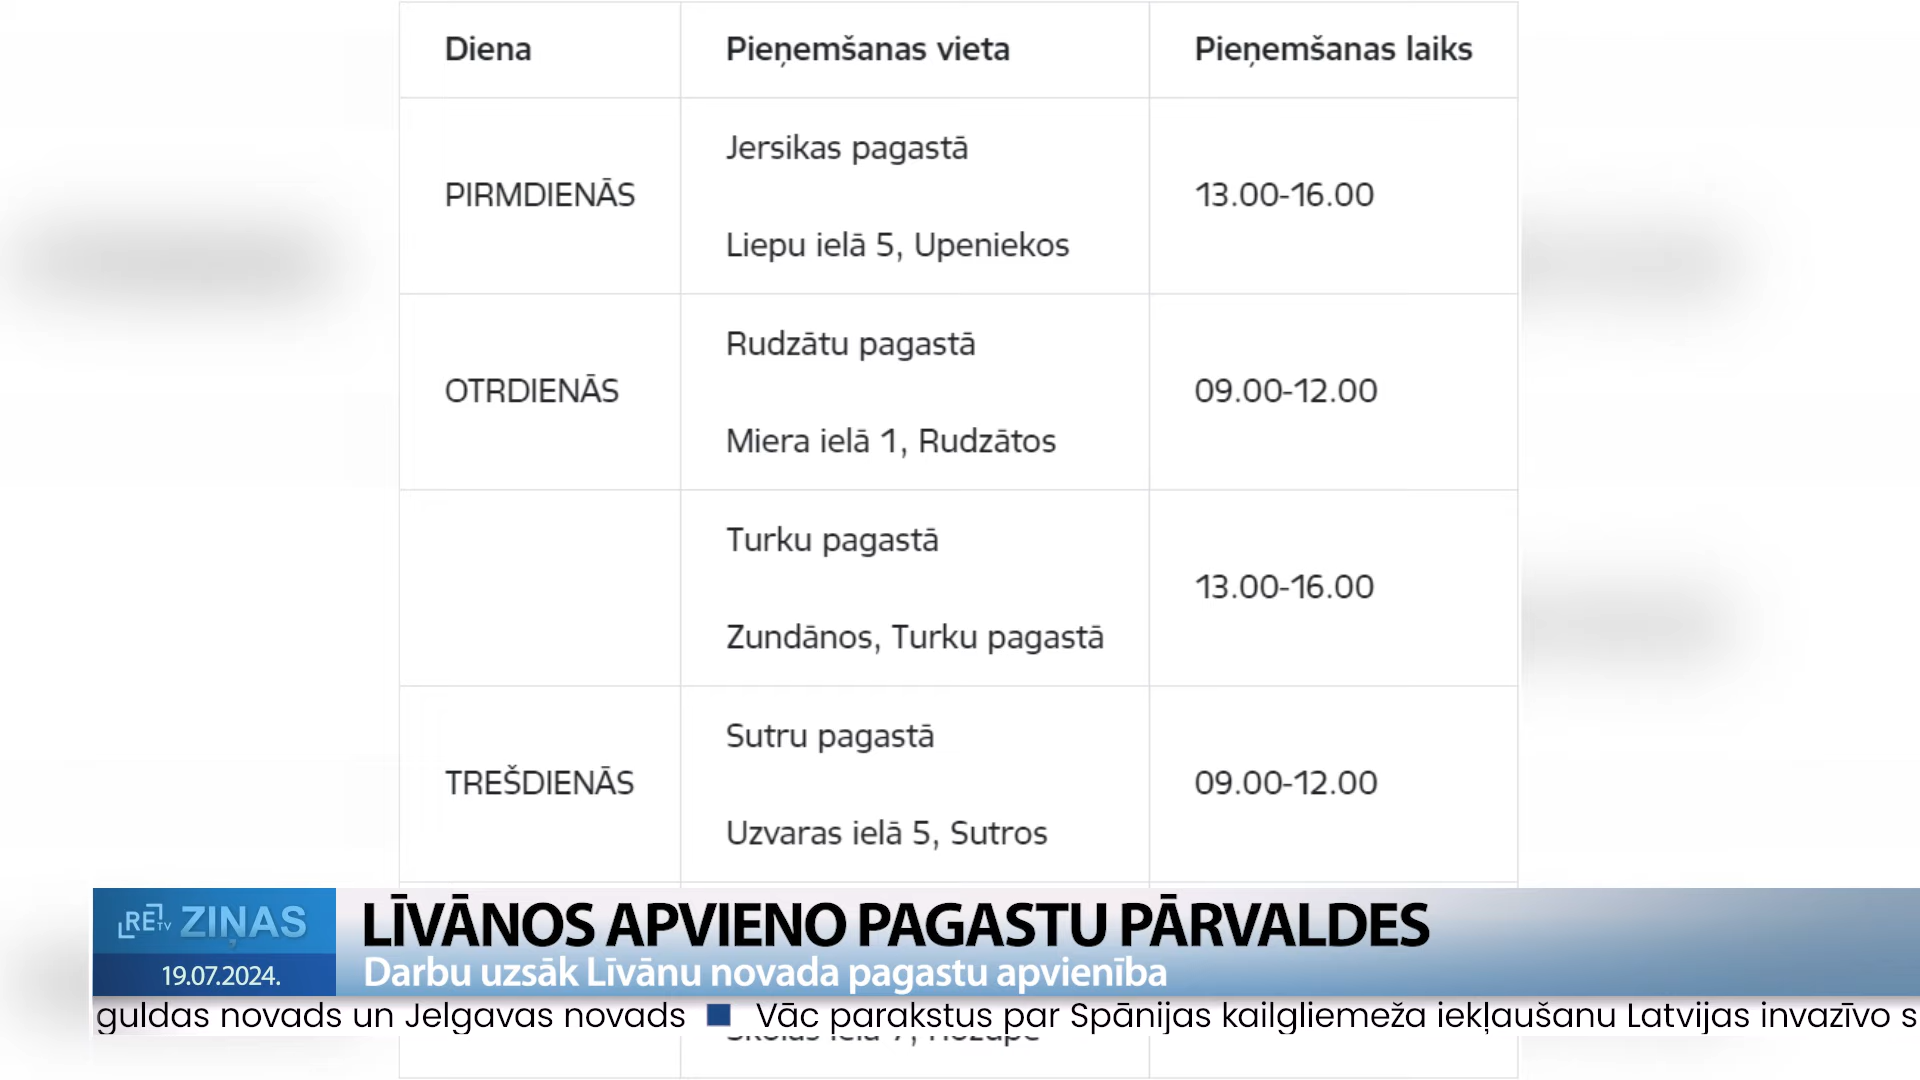 Diena Pieņemšanas vieta Pieņemšanas laiks
Jersikas pagastā
PIRMDIENĀS 13.00-16.00
Liepu ielā 5, Upeniekos
Rudzātu pagastā
OTRDIENĀS 09.00-12.00
Miera ielā 1, Rudzātos
Turku pagastā
13.00-16.00
Zundānos, Turku pagastā
Sutru pagastā
TREŠDIENĀS 09.00-12.00
Uzvaras ielā 5, Sutros
RE TV ZIŅAS
19.07.2024.
LĪVĀNOS APVIENO PAGASTU PĀRVALDES
Darbu uzsāk Līvānu novada pagastu apvienība
guldas novads un Jelgavas novads ■ Vāc parakstus par Spānijas kailgliemeža iekļaušanu Latvijas invazīvo s